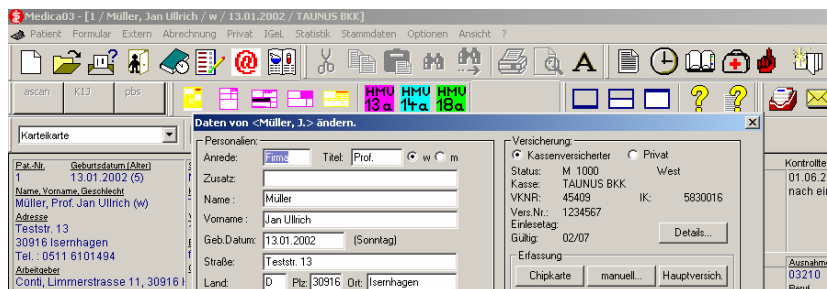 Medica03 - [1 / Müller, Jan Ullrich / w / 13.01.2002 / TAUNUS BKK]
Patient Formular Extern Abrechnung Privat IGeL Statistik Stammdaten Optionen Ansicht ?
ascan K1J pbs HMV 13a HMV 14a HMV 18a
Karteikarte
Pat.-Nr. Geburtsdatum (Alter)
1 13.01.2002 (5)
Name, Vorname, Geschlecht
Müller, Prof. Jan Ullrich (w)
Adresse
Teststr. 13
30916 Isernhagen
Tel. : 0511 6101494
Arbeitgeber
Conti, Limmerstrasse 11, 30916
Daten von <Müller, J.> ändern.
Personalien:
Anrede: Firma Titel: Prof. w m
Zusatz:
Name : Müller
Vorname : Jan Ullrich
Geb.Datum: 13.01.2002 (Sonntag)
Straße: Teststr. 13
Land: D Plz: 30916 Ort: Isernhagen
Versicherung:
Kassenversicherter Privat
Status: M 1000 West
Kasse: TAUNUS BKK
VKNR: 45409 IK: 5830016
Vers.Nr.: 1234567
Einlesetag:
Gültig: 02/07
Details...
Erfassung
Chipkarte manuell... Hauptversich.
Kontrollte
01.06.2
nach ei
Ausnahm
03210